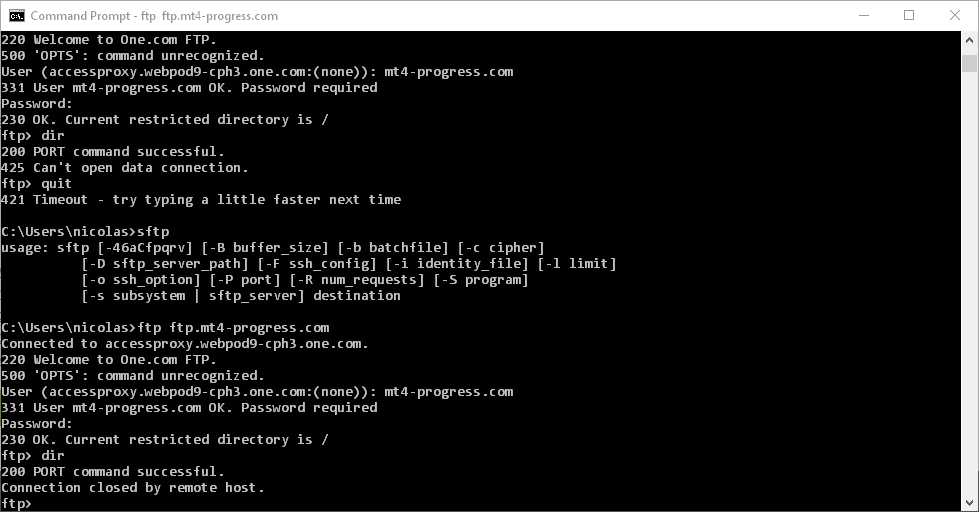 Command Prompt - ftp  ftp.mt4-progress.com
220 Welcome to One.com FTP.
500 'OPTS': command unrecognized.
User (accessproxy.webpod9-cph3.one.com:(none)): mt4-progress.com
331 User mt4-progress.com OK. Password required
Password:
230 OK. Current restricted directory is /
ftp> dir
200 PORT command successful.
425 Can't open data connection.
ftp> quit
421 Timeout - try typing a little faster next time
C:\Users\nicolas>sftp
usage: sftp [-46aCfpqrv] [-B buffer_size] [-b batchfile] [-c cipher]
          [-D sftp_server_path] [-F ssh_config] [-i identity_file] [-l limit]
          [-o ssh_option] [-P port] [-R num_requests] [-S program]
          [-s subsystem | sftp_server] destination
C:\Users\nicolas>ftp ftp.mt4-progress.com
Connected to accessproxy.webpod9-cph3.one.com.
220 Welcome to One.com FTP.
500 'OPTS': command unrecognized.
User (accessproxy.webpod9-cph3.one.com:(none)): mt4-progress.com
331 User mt4-progress.com OK. Password required
Password:
230 OK. Current restricted directory is /
ftp> dir
200 PORT command successful.
Connection closed by remote host.
ftp>